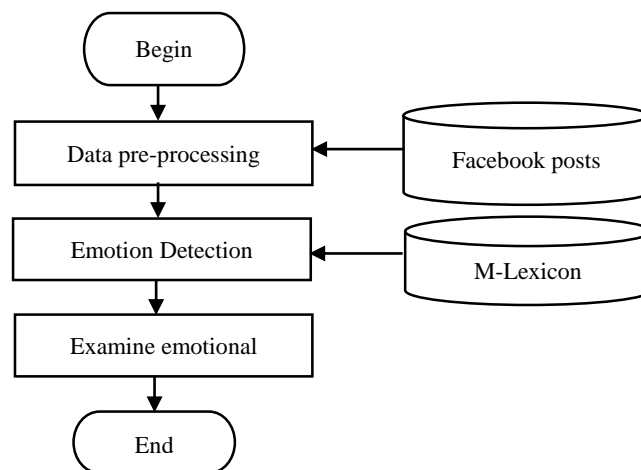 Begin
Data pre-processing
Facebook posts
Emotion Detection
M-Lexicon
Examine emotional
End